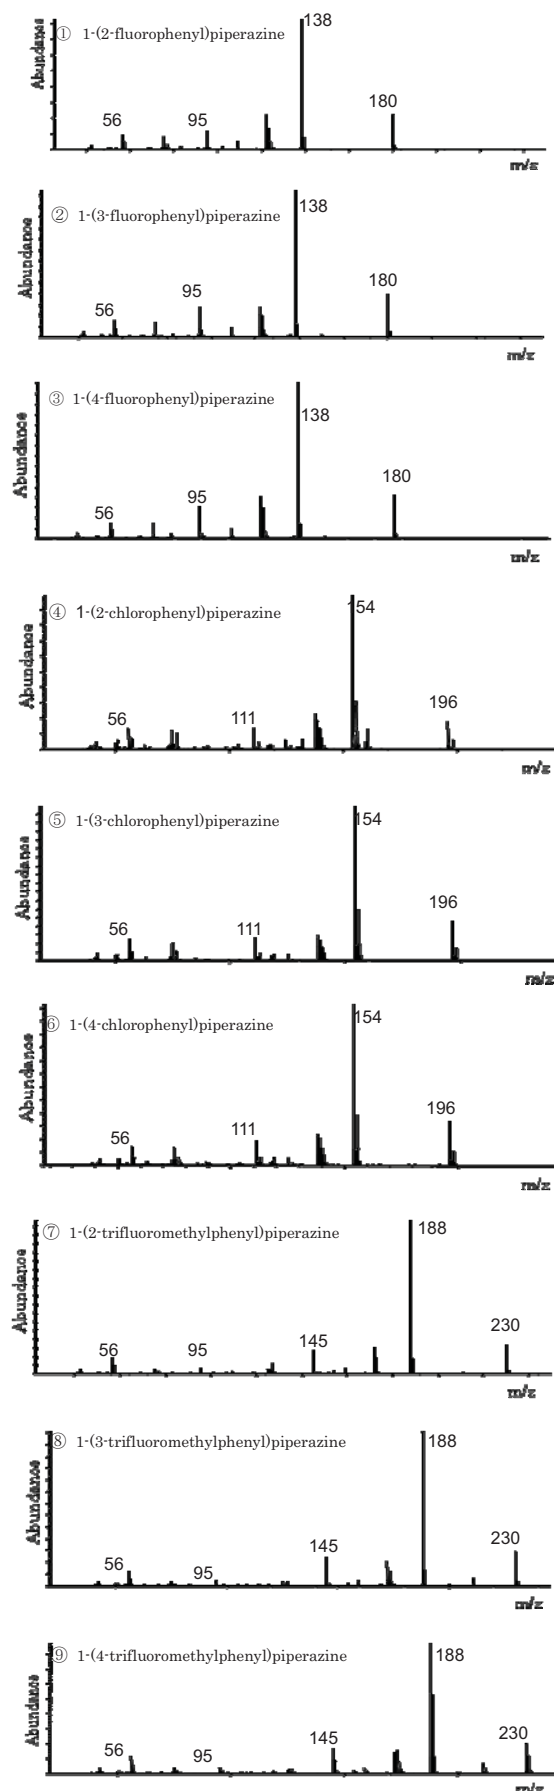 ① 1-(2-fluorophenyl)piperazine
138
56
95
180
Abundance
m/z
② 1-(3-fluorophenyl)piperazine
138
56
95
180
Abundance
m/z
③ 1-(4-fluorophenyl)piperazine
138
56
95
180
Abundance
m/z
④ 1-(2-chlorophenyl)piperazine
154
56
111
196
Abundance
m/z
⑤ 1-(3-chlorophenyl)piperazine
154
56
111
196
Abundance
m/z
⑥ 1-(4-chlorophenyl)piperazine
154
56
111
196
Abundance
m/z
⑦ 1-(2-trifluoromethylphenyl)piperazine
188
56
95
145
230
Abundance
m/z
⑧ 1-(3-trifluoromethylphenyl)piperazine
188
56
95
145
230
Abundance
m/z
⑨ 1-(4-trifluoromethylphenyl)piperazine
188
56
95
145
230
Abundance
m/z